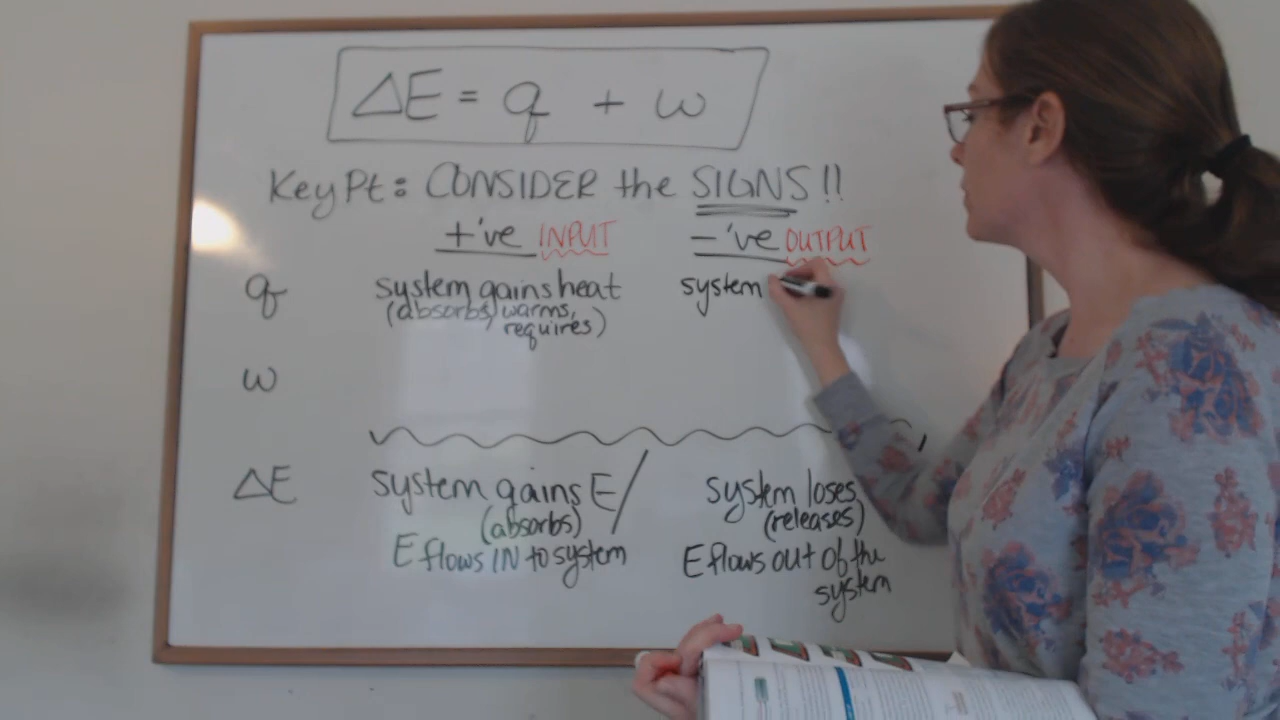 ΔE = q + w
Key Pt: CONSIDER the SIGNS!!
+'ve INPUT
-'ve OUTPUT
q
system gains heat
(absorbs, warms,
requires)
system
w
ΔE
system gains E/
(absorbs)
E flows IN to system
system loses
(releases)
E flows out of the
system